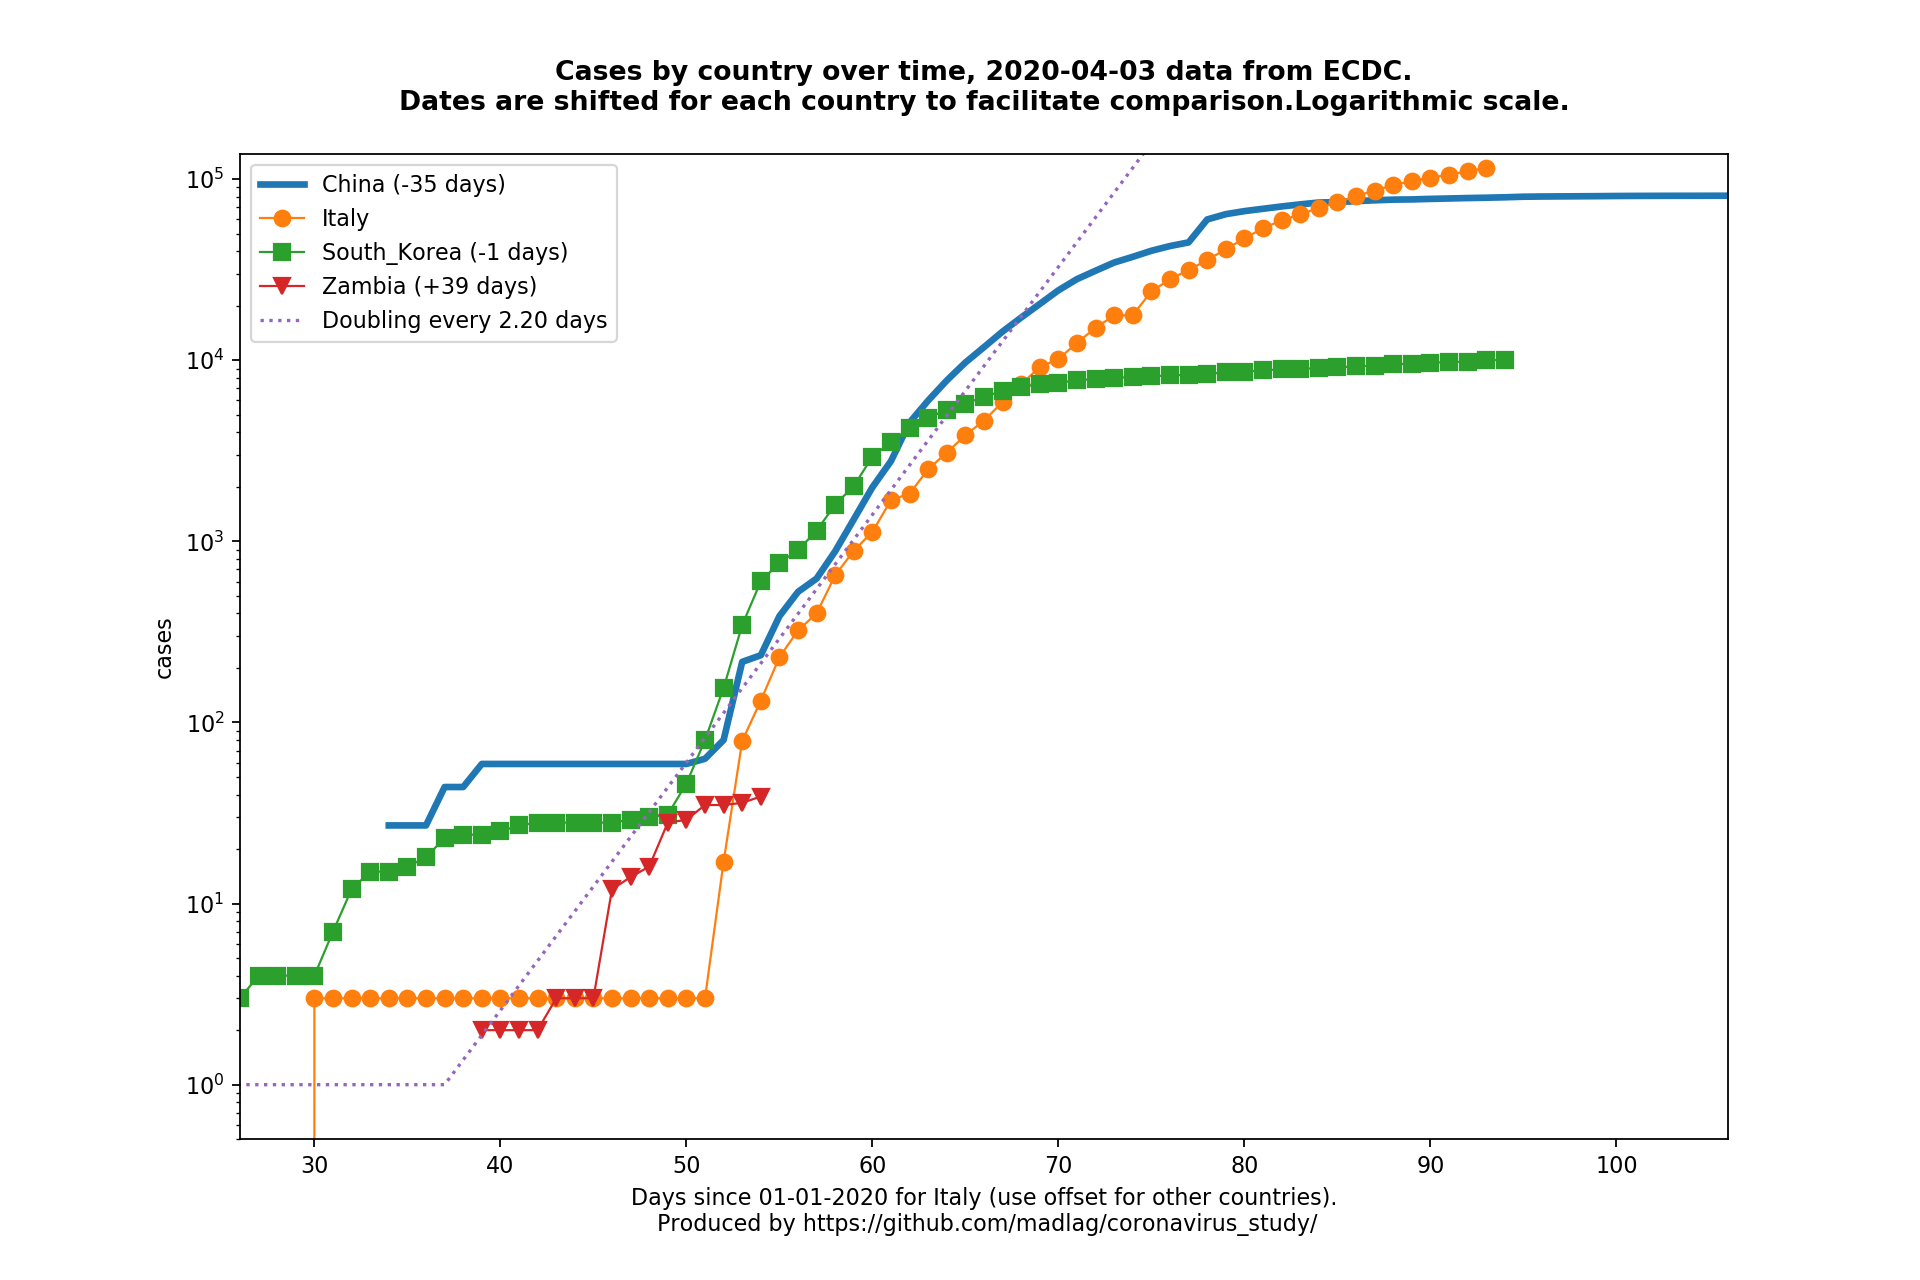 Cases by country over time, 2020-04-03 data from ECDC.
Dates are shifted for each country to facilitate comparison.Logarithmic scale.
China (-35 days)
Italy
South_Korea (-1 days)
Zambia (+39 days)
Doubling every 2.20 days
cases
10⁵
10⁴
10³
10²
10¹
10⁰
30 40 50 60 70 80 90 100
Days since 01-01-2020 for Italy (use offset for other countries).
Produced by https://github.com/madlag/coronavirus_study/